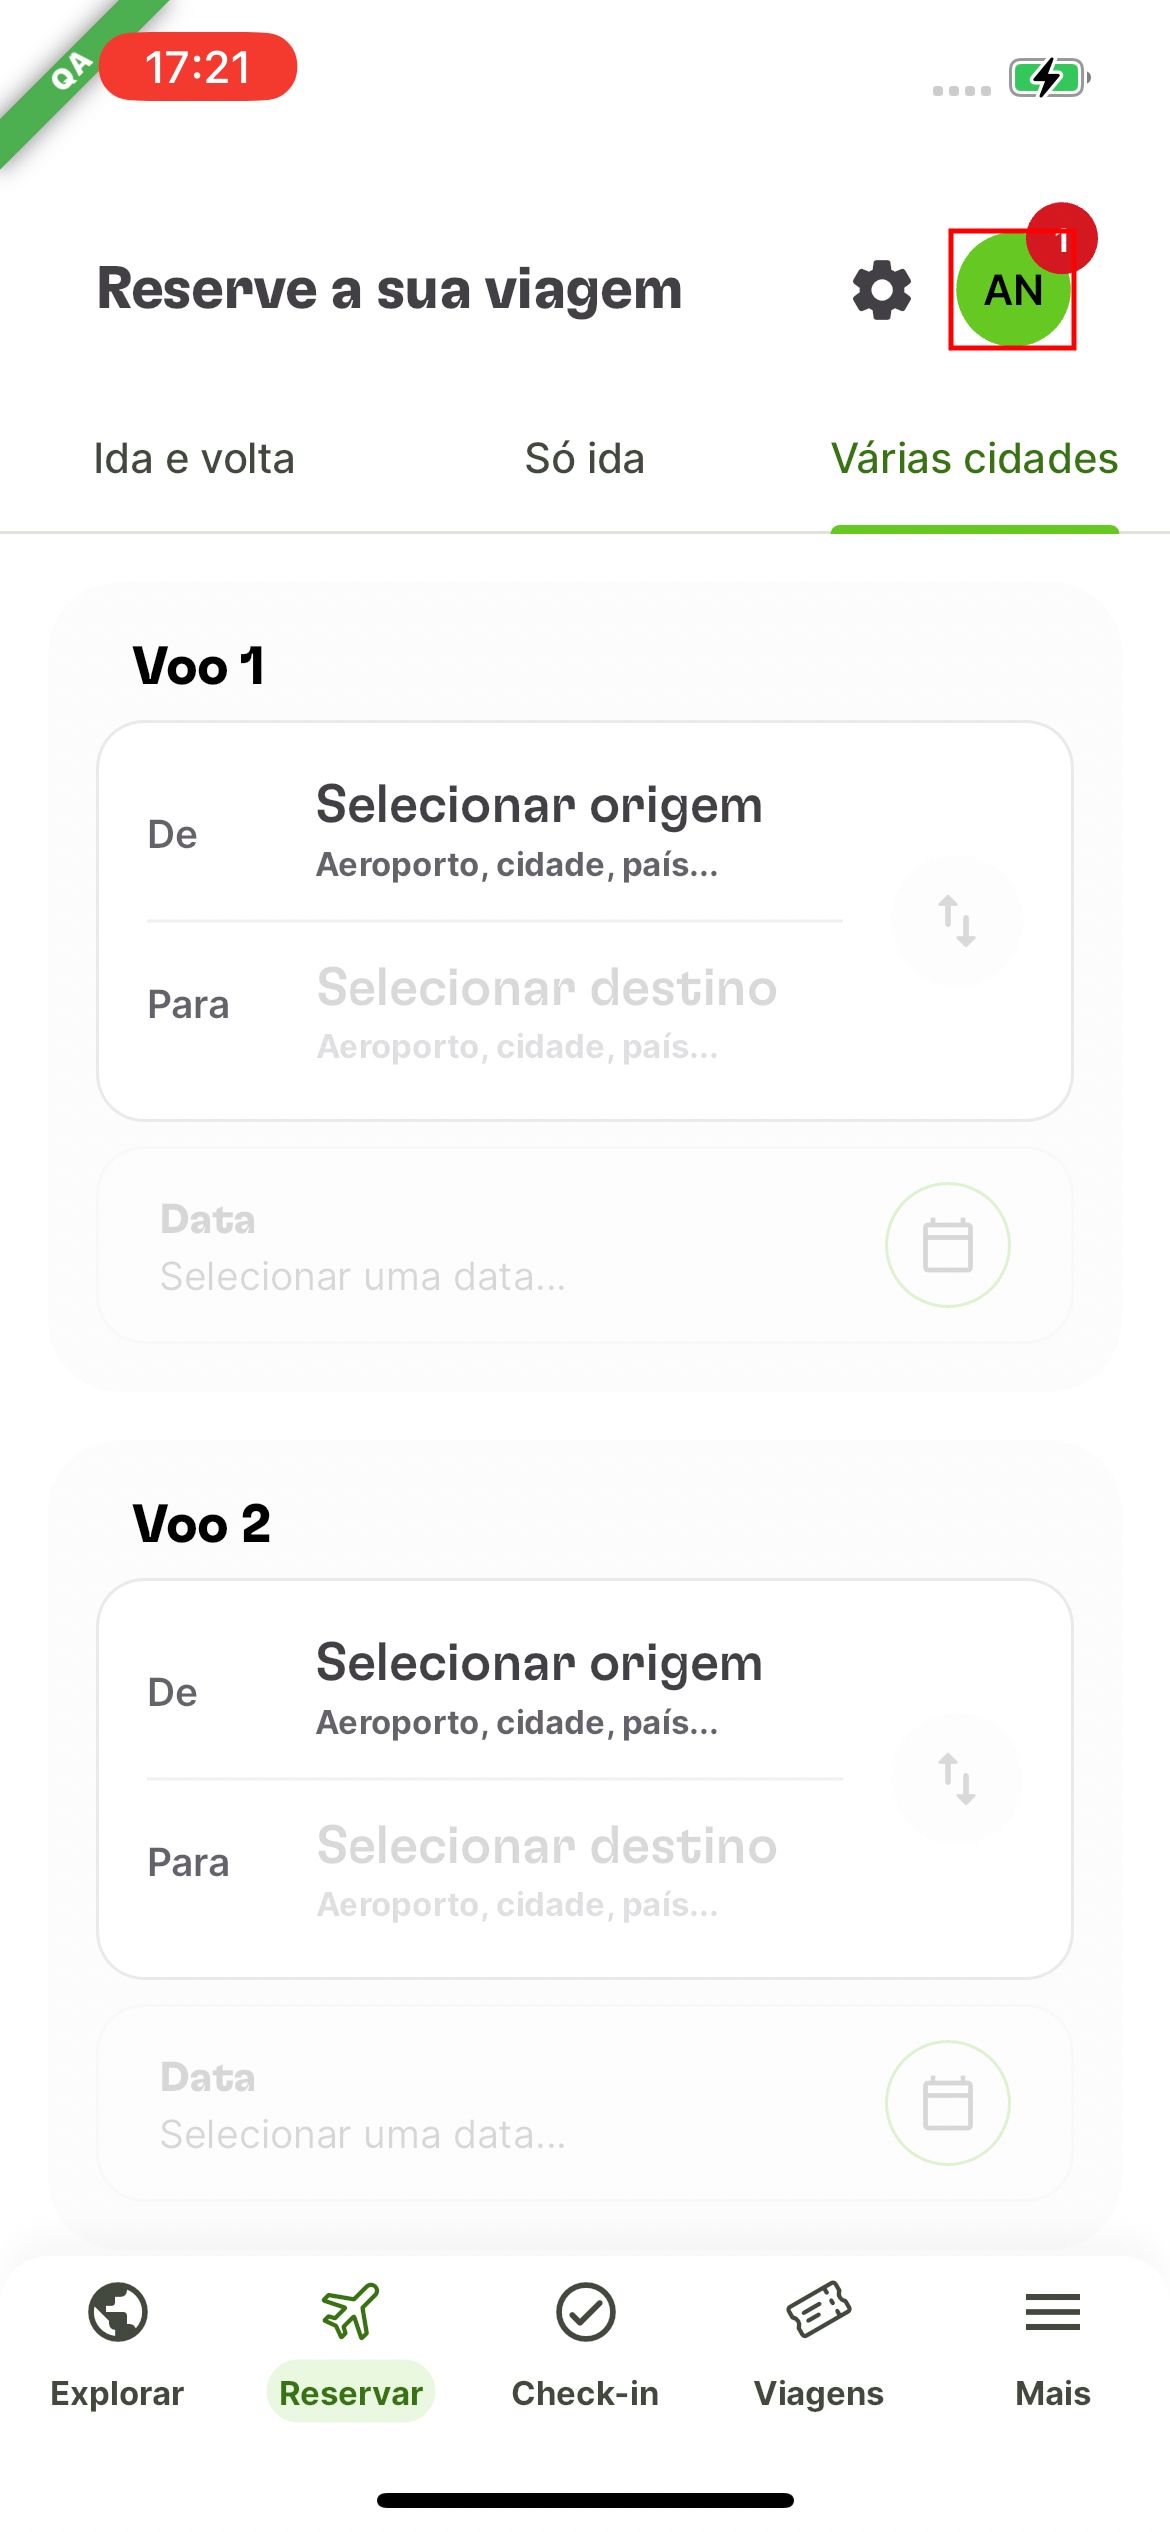 QA
17:21
Reserve a sua viagem
AN
1
Ida e volta
Só ida
Várias cidades
Voo 1
De
Selecionar origem
Aeroporto, cidade, país...
Para
Selecionar destino
Aeroporto, cidade, país...
Data
Selecionar uma data...
Voo 2
De
Selecionar origem
Aeroporto, cidade, país...
Para
Selecionar destino
Aeroporto, cidade, país...
Data
Selecionar uma data...
Explorar
Reservar
Check-in
Viagens
Mais